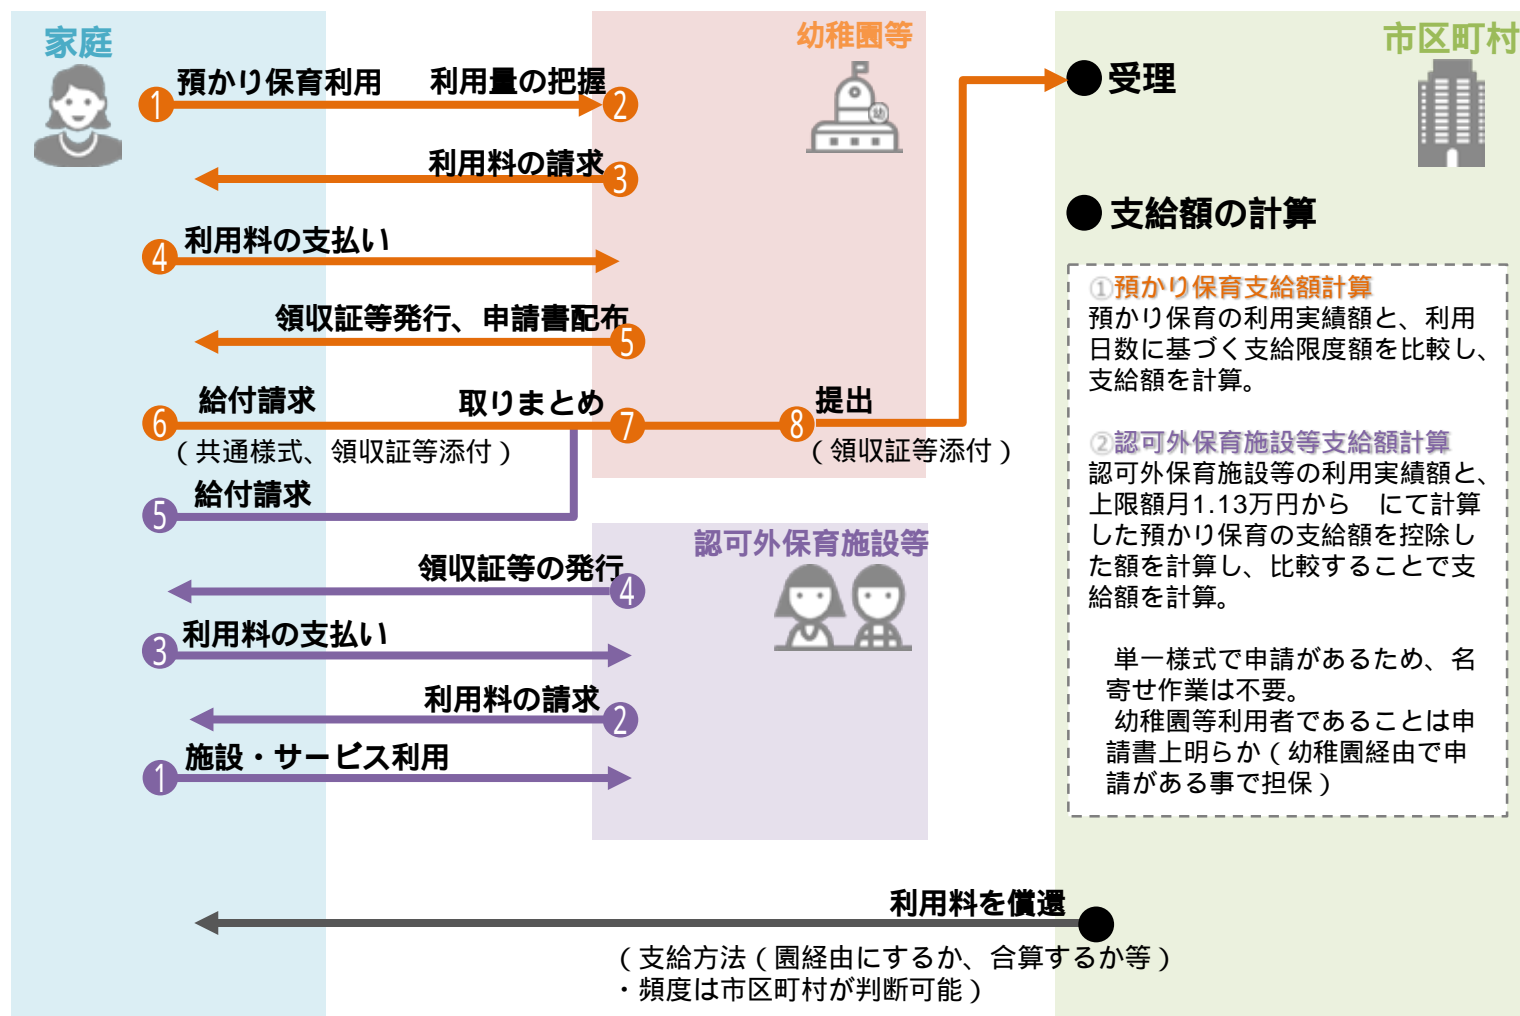 家庭
幼稚園等
市区町村
① 預かり保育利用
利用量の把握 ②
利用料の請求 ③
④ 利用料の支払い
領収証等発行、申請書配布 ⑤
⑥ 給付請求
(共通様式、領収証等添付)
取りまとめ ⑦
⑧ 提出
(領収証等添付)
⑤ 給付請求
認可外保育施設等
領収証等の発行 ④
③ 利用料の支払い
利用料の請求 ②
① 施設・サービス利用
●受理
●支給額の計算
①預かり保育支給額計算
預かり保育の利用実績額と、利用
日数に基づく支給限度額を比較し、
支給額を計算。
②認可外保育施設等支給額計算
認可外保育施設等の利用実績額と、
上限額月1.13万円から　にて計算
した預かり保育の支給額を控除し
た額を計算し、比較することで支
給額を計算。
単一様式で申請があるため、名
寄せ作業は不要。
幼稚園等利用者であることは申
請書上明らか(幼稚園経由で申
請がある事で担保)
利用料を償還
(支給方法(園経由にするか、合算するか等)
・頻度は市区町村が判断可能)
幼